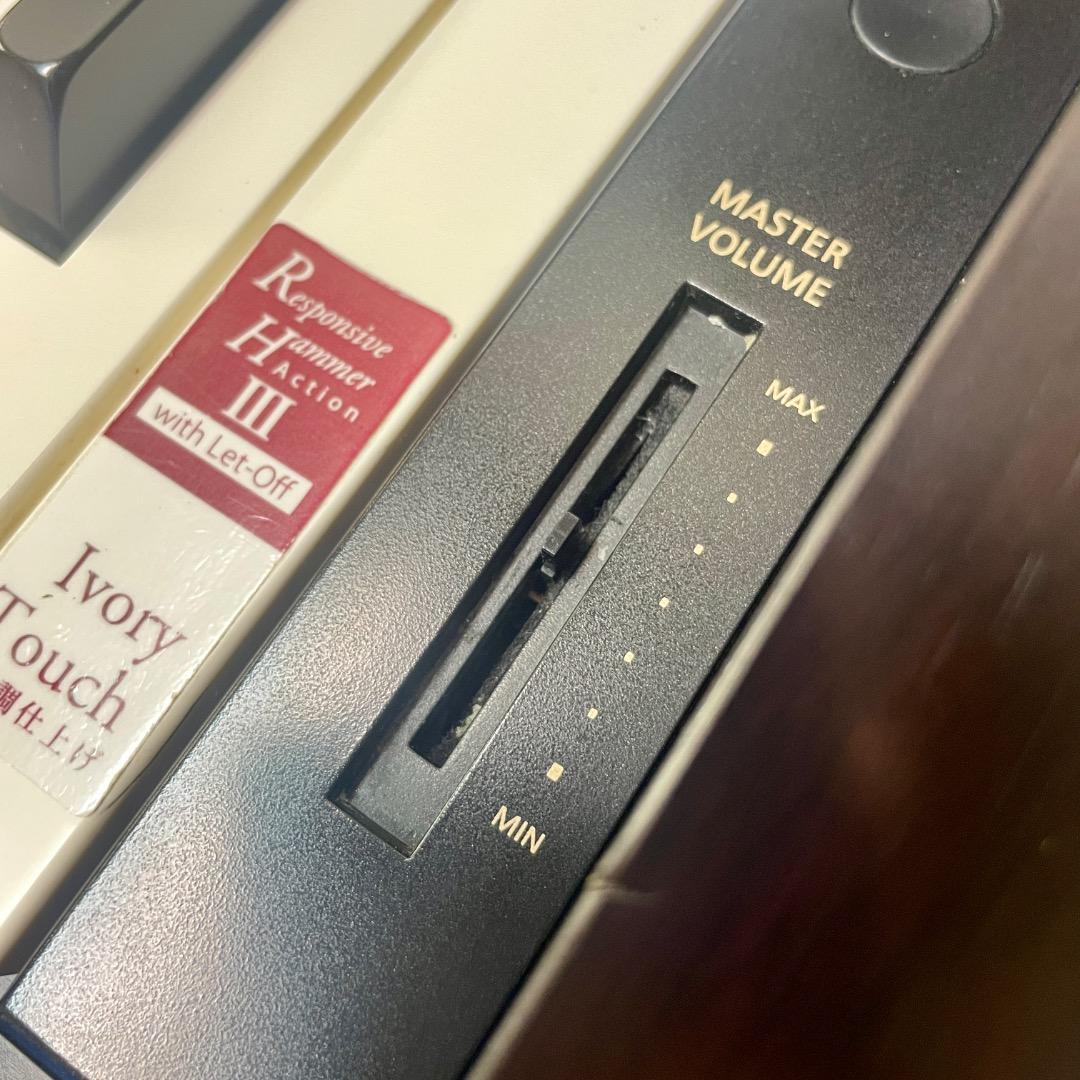 Responsive
Hammer
Action
III
with Let-Off
Ivory
Touch
調仕上げ
MASTER
VOLUME
MAX
MIN